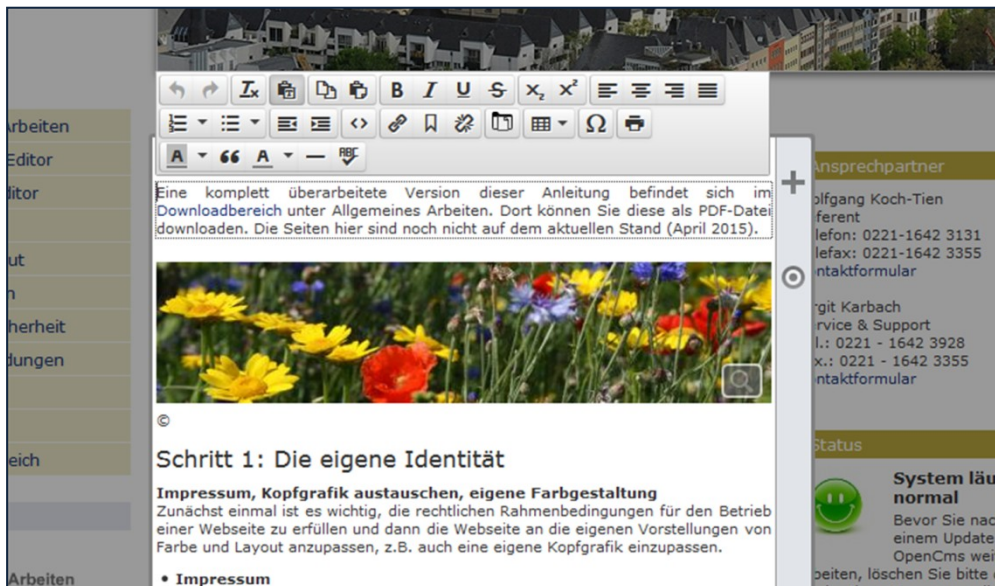 Arbeiten
Editor
ditor
ut
n
herheit
dungen
eich
Arbeiten
Eine komplett überarbeitete Version dieser Anleitung befindet sich im
Downloadbereich unter Allgemeines Arbeiten. Dort können Sie diese als PDF-Datei
downloaden. Die Seiten hier sind noch nicht auf dem aktuellen Stand (April 2015).
©
Schritt 1: Die eigene Identität
Impressum, Kopfgrafik austauschen, eigene Farbgestaltung
Zunächst einmal ist es wichtig, die rechtlichen Rahmenbedingungen für den Betrieb
einer Webseite zu erfüllen und dann die Webseite an die eigenen Vorstellungen von
Farbe und Layout anzupassen, z.B. auch eine eigene Kopfgrafik einzupassen.
• Impressum
Ansprechpartner
olfgang Koch-Tien
eferent
lefon: 0221-1642 3131
lefax: 0221-1642 3355
ntaktformular
rgit Karbach
ervice & Support
l.: 0221 - 1642 3928
x.: 0221 - 1642 3355
ntaktformular
Status
System läu
normal
Bevor Sie nac
einem Update
OpenCms wei
beiten, löschen Sie bitte